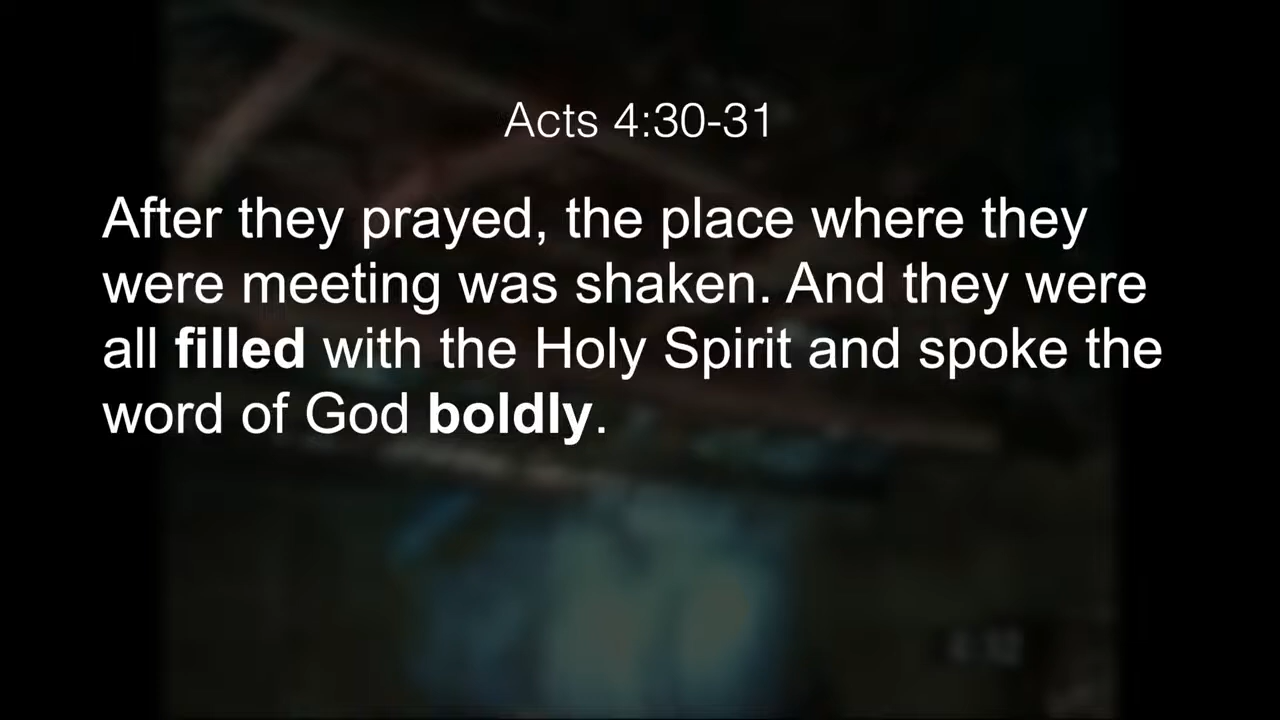 Acts 4:30-31
After they prayed, the place where they
were meeting was shaken. And they were
all filled with the Holy Spirit and spoke the
word of God boldly.